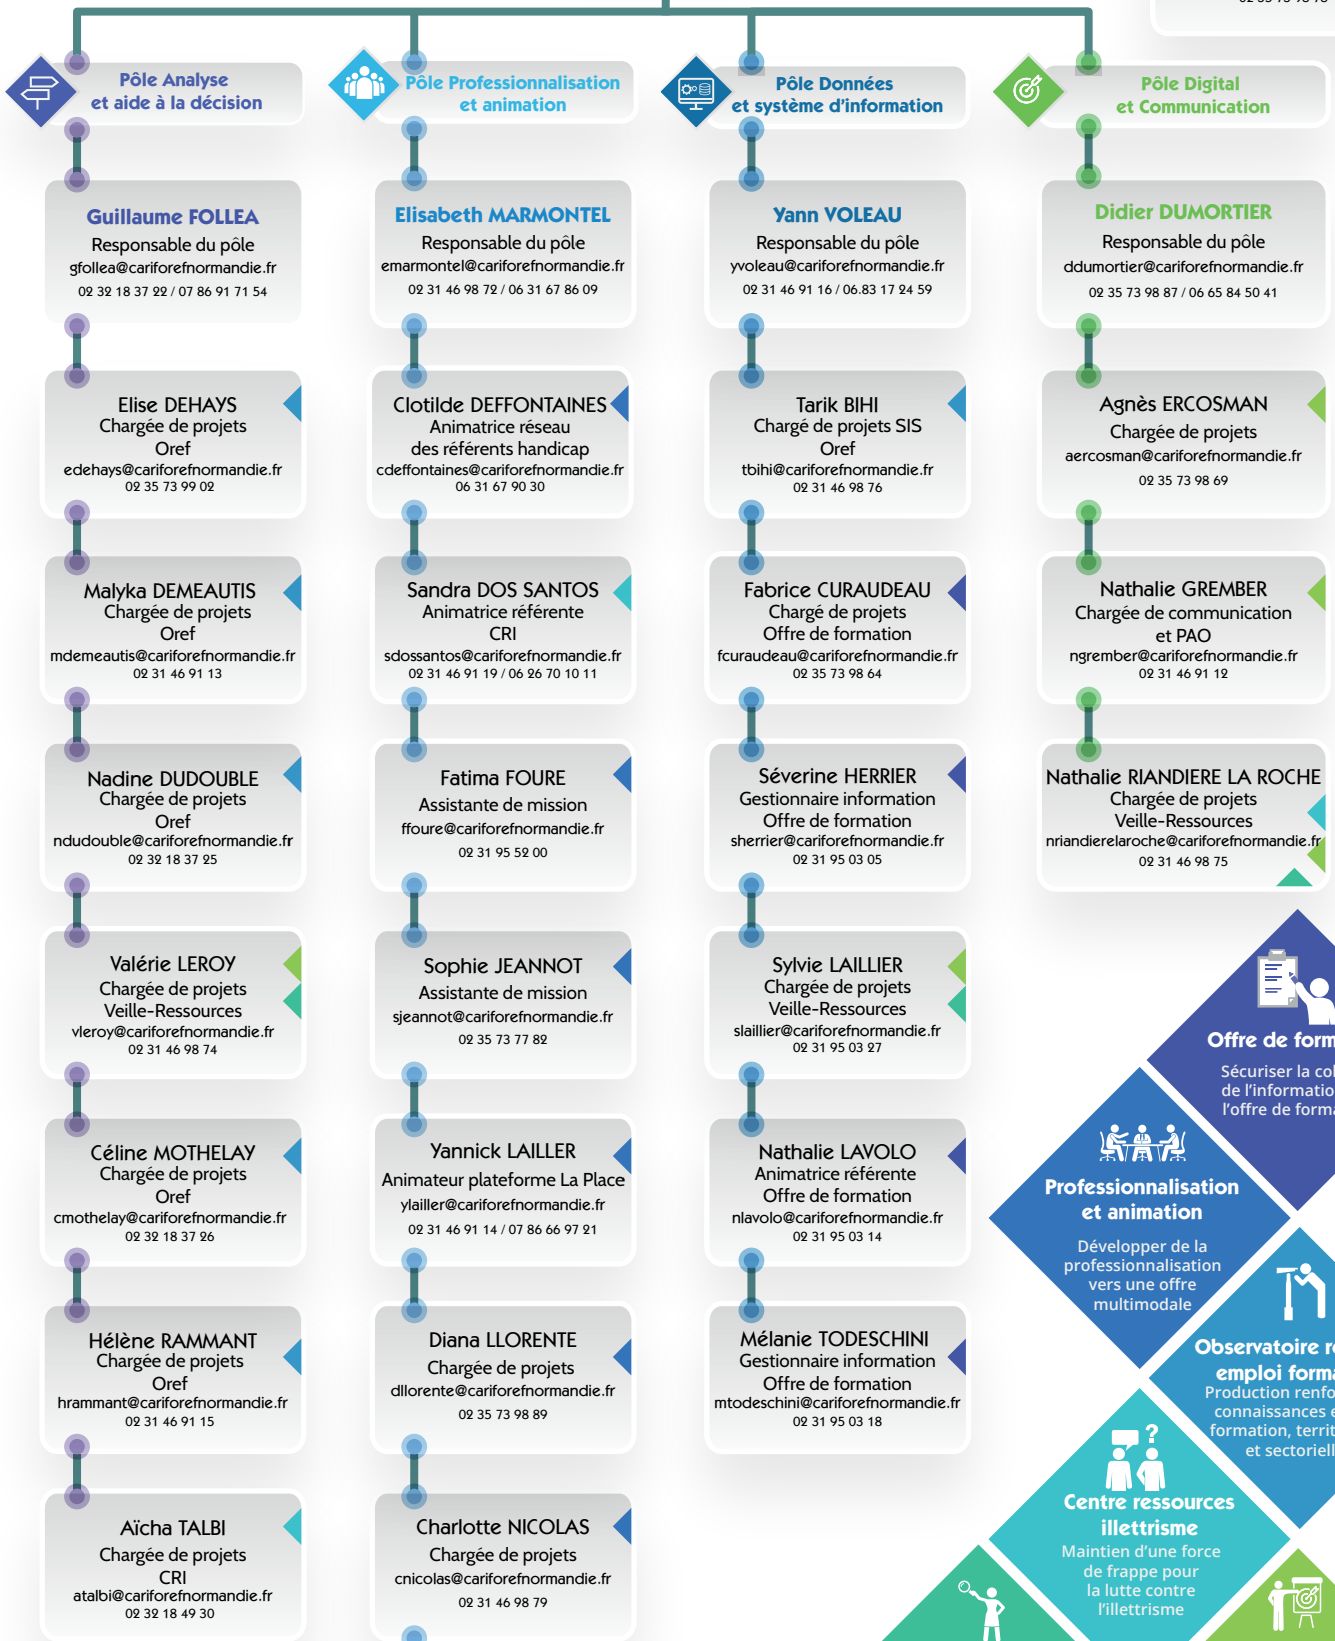 Pôle Analyse
et aide à la décision
Guillaume FOLLEA
Responsable du pôle
gfollea@cariforefnormandie.fr
02 32 18 37 22 / 07 86 91 71 54
Elise DEHAYS
Chargée de projets
Oref
edehays@cariforefnormandie.fr
02 35 73 99 02
Malyka DEMEAUTIS
Chargée de projets
Oref
mdemeautis@cariforefnormandie.fr
02 31 46 91 13
Nadine DUDOUBLE
Chargée de projets
Oref
ndudouble@cariforefnormandie.fr
02 32 18 37 25
Valérie LEROY
Chargée de projets
Veille-Ressources
vleroy@cariforefnormandie.fr
02 31 46 98 74
Céline MOTHELAY
Chargée de projets
Oref
cmothelay@cariforefnormandie.fr
02 32 18 37 26
Hélène RAMMANT
Chargée de projets
Oref
hrammant@cariforefnormandie.fr
02 31 46 91 15
Aïcha TALBI
Chargée de projets
CRI
atalbi@cariforefnormandie.fr
02 32 18 49 30
Pôle Professionnalisation
et animation
Elisabeth MARMONTEL
Responsable du pôle
emarmontel@cariforefnormandie.fr
02 31 46 98 72 / 06 31 67 86 09
Clotilde DEFFONTAINES
Animatrice réseau
des référents handicap
cdeffontaines@cariforefnormandie.fr
06 31 67 90 30
Sandra DOS SANTOS
Animatrice référente
CRI
sdossantos@cariforefnormandie.fr
02 31 46 91 19 / 06 26 70 10 11
Fatima FOURE
Assistante de mission
ffoure@cariforefnormandie.fr
02 31 95 52 00
Sophie JEANNOT
Assistante de mission
sjeannot@cariforefnormandie.fr
02 35 73 77 82
Yannick LAILLER
Animateur plateforme La Place
ylailler@cariforefnormandie.fr
02 31 46 91 14 / 07 86 66 97 21
Diana LLORENTE
Chargée de projets
dllorente@cariforefnormandie.fr
02 35 73 98 89
Charlotte NICOLAS
Chargée de projets
cnicolas@cariforefnormandie.fr
02 31 46 98 79
Pôle Données
et système d'information
Yann VOLEAU
Responsable du pôle
yvoleau@cariforefnormandie.fr
02 31 46 91 16 / 06.83 17 24 59
Tarik BIHI
Chargé de projets SIS
Oref
tbihi@cariforefnormandie.fr
02 31 46 98 76
Fabrice CURAUDEAU
Chargé de projets
Offre de formation
fcuraudeau@cariforefnormandie.fr
02 35 73 98 64
Séverine HERRIER
Gestionnaire information
Offre de formation
sherrier@cariforefnormandie.fr
02 31 95 03 05
Sylvie LAILLIER
Chargée de projets
Veille-Ressources
slaillier@cariforefnormandie.fr
02 31 95 03 27
Nathalie LAVOLO
Animatrice référente
Offre de formation
nlavolo@cariforefnormandie.fr
02 31 95 03 14
Mélanie TODESCHINI
Gestionnaire information
Offre de formation
mtodeschini@cariforefnormandie.fr
02 31 95 03 18
Pôle Digital
et Communication
Didier DUMORTIER
Responsable du pôle
ddumortier@cariforefnormandie.fr
02 35 73 98 87 / 06 65 84 50 41
Agnès ERCOSMAN
Chargée de projets
aercosman@cariforefnormandie.fr
02 35 73 98 69
Nathalie GREMBER
Chargée de communication
et PAO
ngrember@cariforefnormandie.fr
02 31 46 91 12
Nathalie RIANDIERE LA ROCHE
Chargée de projets
Veille-Ressources
nriandierelaroche@cariforefnormandie.fr
02 31 46 98 75
Offre de form
Sécuriser la col
de l'informatio
l'offre de forma
Professionnalisation
et animation
Développer de la
professionnalisation
vers une offre
multimodale
Observatoire r
emploi forma
Production renfo
connaissances e
formation, territ
et sectoriell
Centre ressources
illettrisme
Maintien d'une force
de frappe pour
la lutte contre
l'illettrisme